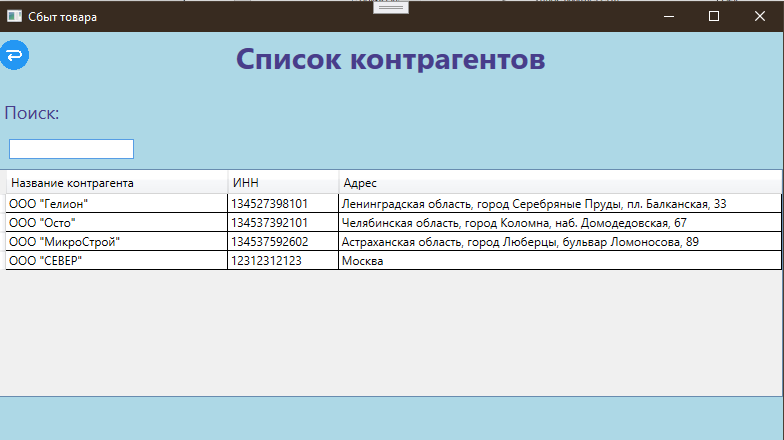 Сбыт товара
Список контрагентов
Поиск:
Название контрагента ИНН Адрес
ООО "Гелион" 134527398101 Ленинградская область, город Серебряные Пруды, пл. Балканская, 33
ООО "Осто" 134537392101 Челябинская область, город Коломна, наб. Домодедовская, 67
ООО "МикроСтрой" 134537592602 Астраханская область, город Люберцы, бульвар Ломоносова, 89
ООО "СЕВЕР" 12312312123 Москва